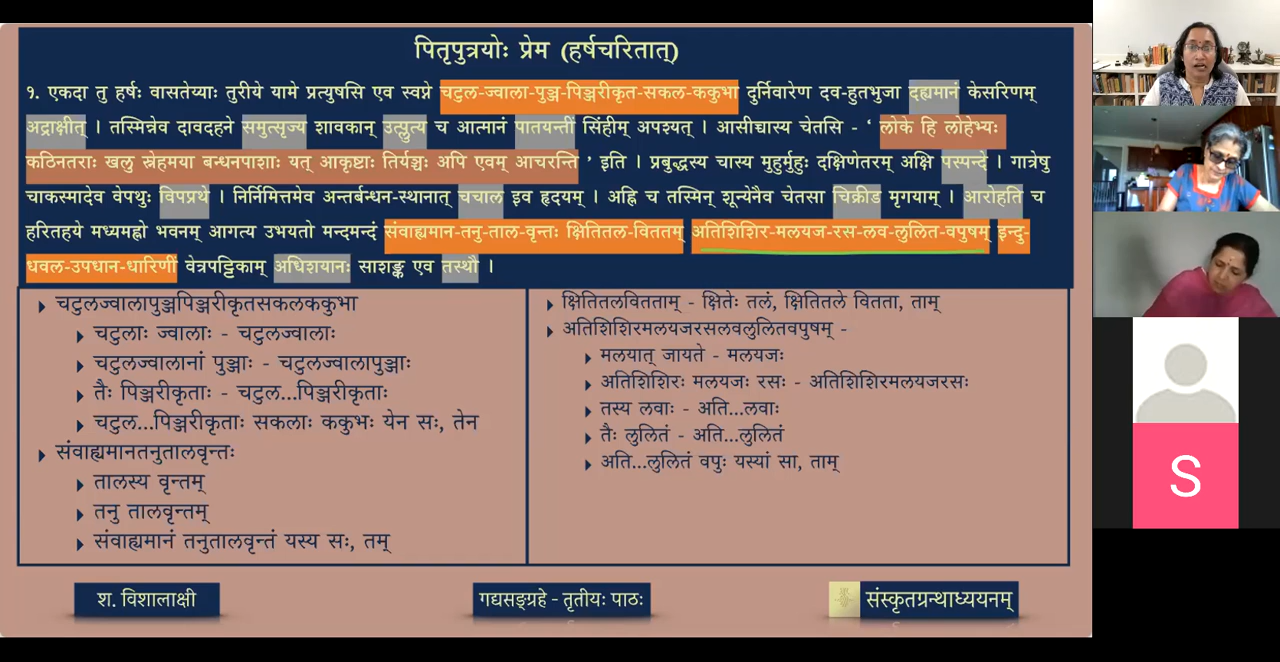 पितृपुत्रयोः प्रेम (हर्षचरितात्)
१. एकदा तु हर्षः वासतेय्याः तुरीये यामे प्रत्युषसि एव स्वप्ने चटुल-ज्वाला-पुञ्ज-पिञ्जरीकृत-सकल-ककुभा दुर्निवारेण दव-हुतभुजा दह्यमानं केसरिणम्
अद्राक्षीत् । तस्मिन्नेव दावदहने समुत्सृज्य शावकान् उत्प्लुत्य च आत्मानं पातयन्तीं सिंहीम् अपश्यत् । आसीच्चास्य चेतसि - ‘ लोके हि लोहेभ्यः
कठिनतराः खलु स्नेहमया बन्धनपाशाः यत् आकृष्टाः तिर्यञ्चः अपि एवम् आचरन्ति ’ इति । प्रबुद्धस्य चास्य मुहुर्मुहुः दक्षिणेतरम् अक्षि पस्पन्दे । गात्रेषु
चाकस्मादेव वेपथुः विपप्रथे । निर्निमित्तमेव अन्तर्बन्धन-स्थानात् चचाल इव हृदयम् । अह्नि च तस्मिन् शून्येनैव चेतसा चिक्रीड मृगयाम् । आरोहति च
हरितहये मध्यमह्नो भवनम् आगत्य उभयतो मन्दमन्दं संवाह्यमान-तनु-ताल-वृन्तः क्षितितल-वितताम् अतिशिशिर-मलयज-रस-लव-लुलित-वपुषम् इन्दु-
धवल-उपधान-धारिणीं वेत्रपट्टिकाम् अधिशयानः साशङ्क एव तस्थौ ।
चटुलज्वालापुञ्जपिञ्जरीकृतसकलककुभा
चटुलाः ज्वालाः - चटुलज्वालाः
चटुलज्वालानां पुञ्जाः - चटुलज्वालापुञ्जाः
तैः पिञ्जरीकृताः - चटुल...पिञ्जरीकृताः
चटुल...पिञ्जरीकृताः सकलाः ककुभः येन सः, तेन
संवाह्यमानतनुतालवृन्तः
तालस्य वृन्तम्
तनु तालवृन्तम्
संवाह्यमानं तनुतालवृन्तं यस्य सः, तम्
क्षितितलवितताम् - क्षितेः तलं, क्षितितले वितता, ताम्
अतिशिशिरमलयजरसलवलुलितवपुषम् -
मलयात् जायते - मलयजः
अतिशिशिरः मलयजः रसः - अतिशिशिरमलयजरसः
तस्य लवाः - अति...लवाः
तैः लुलितं - अति...लुलितं
अति...लुलितं वपुः यस्यां सा, ताम्
श. विशालाक्षी
गद्यसङ्ग्रहे - तृतीयः पाठः
संस्कृतग्रन्थाध्ययनम्
S